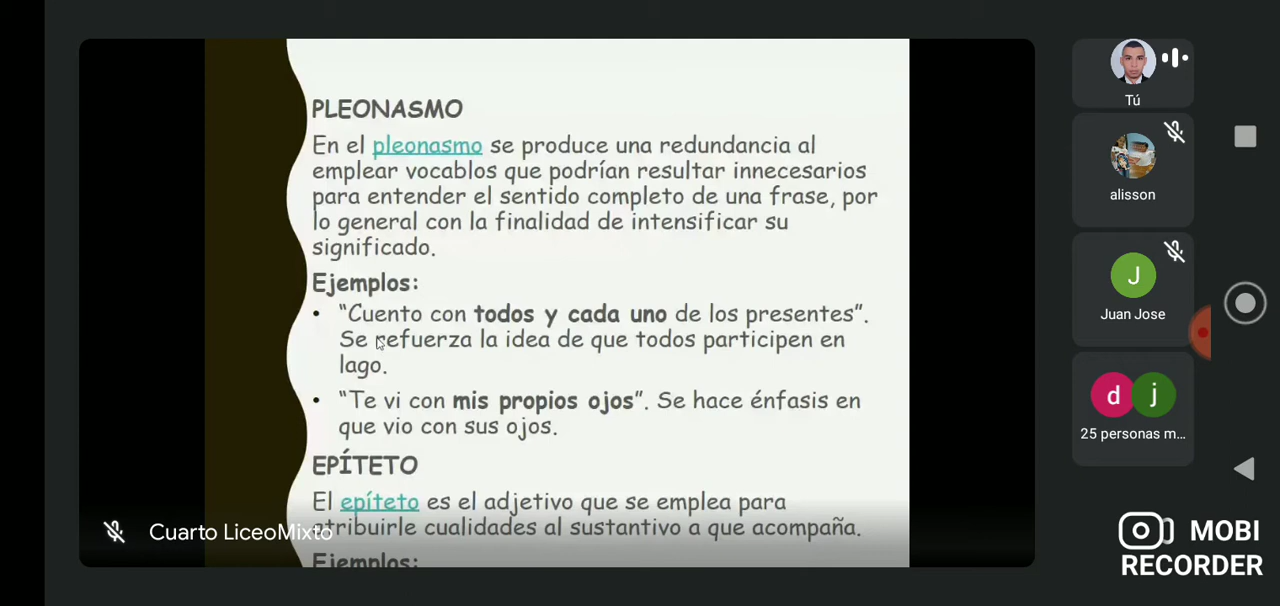 PLEONASMO
En el pleonasmo se produce una redundancia al
emplear vocablos que podrían resultar innecesarios
para entender el sentido completo de una frase, por
lo general con la finalidad de intensificar su
significado.
Ejemplos:
• “Cuento con todos y cada uno de los presentes”.
Se refuerza la idea de que todos participen en
lago.
• “Te vi con mis propios ojos”. Se hace énfasis en
que vio con sus ojos.
EPÍTETO
El epíteto es el adjetivo que se emplea para
atribuirle cualidades al sustantivo a que acompaña.
Ejemplos:
Cuarto LiceoMixto
Tú
alisson
J
Juan Jose
d j
25 personas m...
MOBI
RECORDER